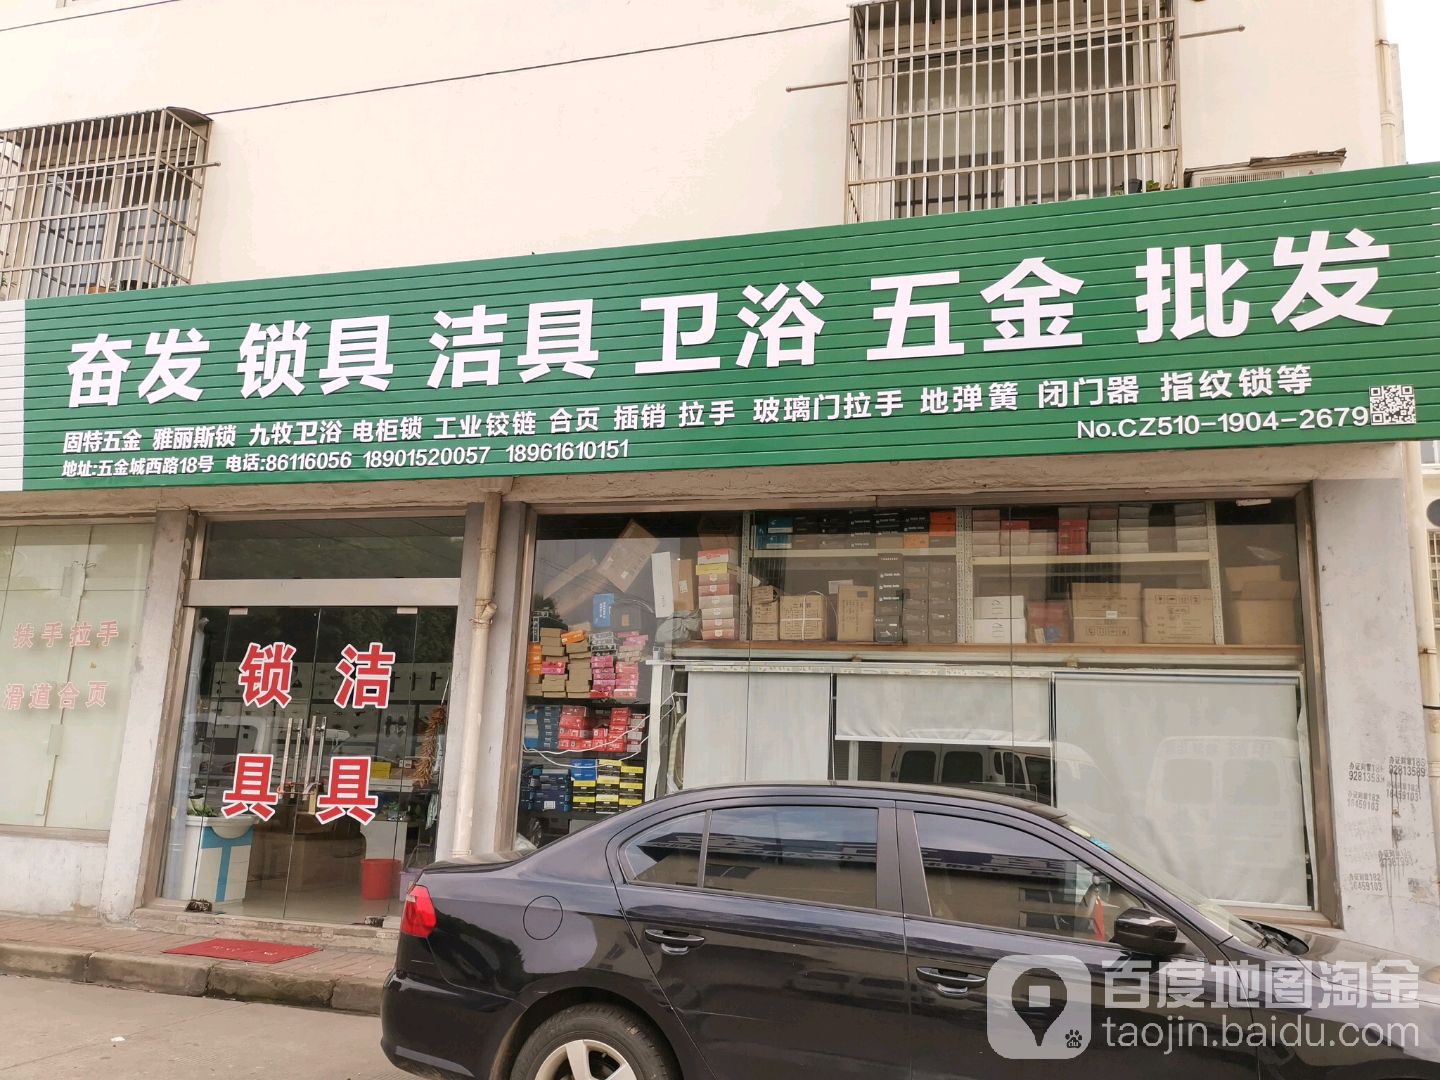 奋发 锁具 洁具 卫浴 五金 批发
固特五金 雅丽斯锁 九牧卫浴 电柜锁 工业铰链 合页 插销 拉手 玻璃门拉手 地弹簧 闭门器 指纹锁等
地址:五金城西路18号 电话:86116056 18901520057 18961610151
No.CZ510-1904-2679
扶手拉手
滑道合页
锁具
洁具
百度地图淘金
taojin.baidu.com